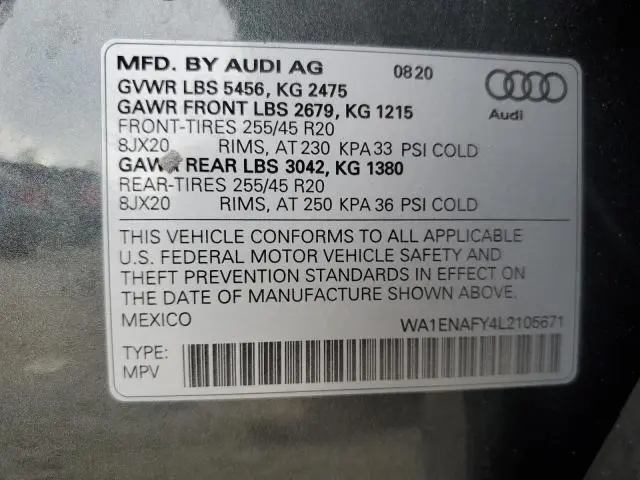 MFD. BY AUDI AG 0820
GVWR LBS 5456, KG 2475
GAWR FRONT LBS 2679, KG 1215
FRONT-TIRES 255/45 R20
8JX20 RIMS, AT 230 KPA 33 PSI COLD
GAWR REAR LBS 3042, KG 1380
REAR-TIRES 255/45 R20
8JX20 RIMS, AT 250 KPA 36 PSI COLD
Audi
THIS VEHICLE CONFORMS TO ALL APPLICABLE
U.S. FEDERAL MOTOR VEHICLE SAFETY AND
THEFT PREVENTION STANDARDS IN EFFECT ON
THE DATE OF MANUFACTURE SHOWN ABOVE.
MEXICO WA1ENAFY4L2105671
TYPE:
MPV